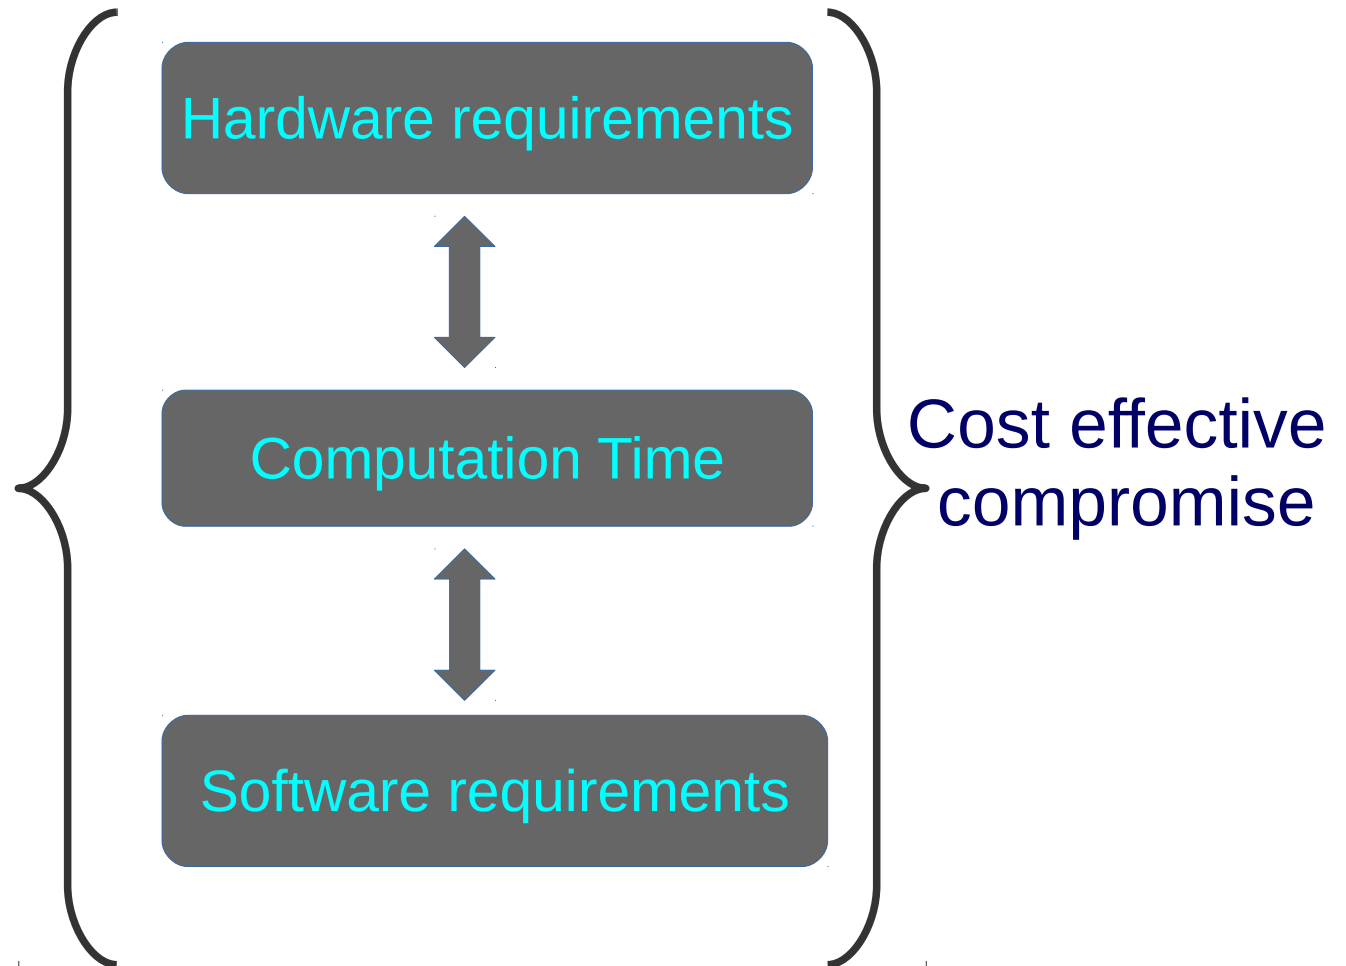 Hardware requirements
Computation Time
Software requirements
Cost effective
compromise